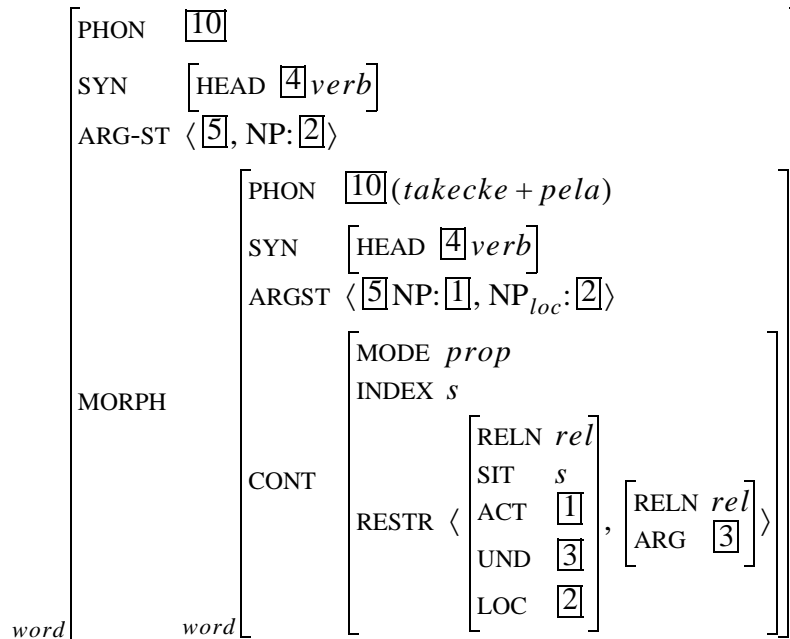 PHON 10
SYN [HEAD 4 verb]
ARG-ST ⟨ 5, NP: 2⟩
PHON 10 (takecke + pela)
SYN [HEAD 4 verb]
ARGST ⟨ 5 NP: 1, NP_loc: 2⟩
MODE prop
INDEX s
MORPH
RELN rel
CONT
SIT s
RESTR ⟨ ACT 1 , RELN rel ⟩
UND 3 ARG 3
LOC 2
word word